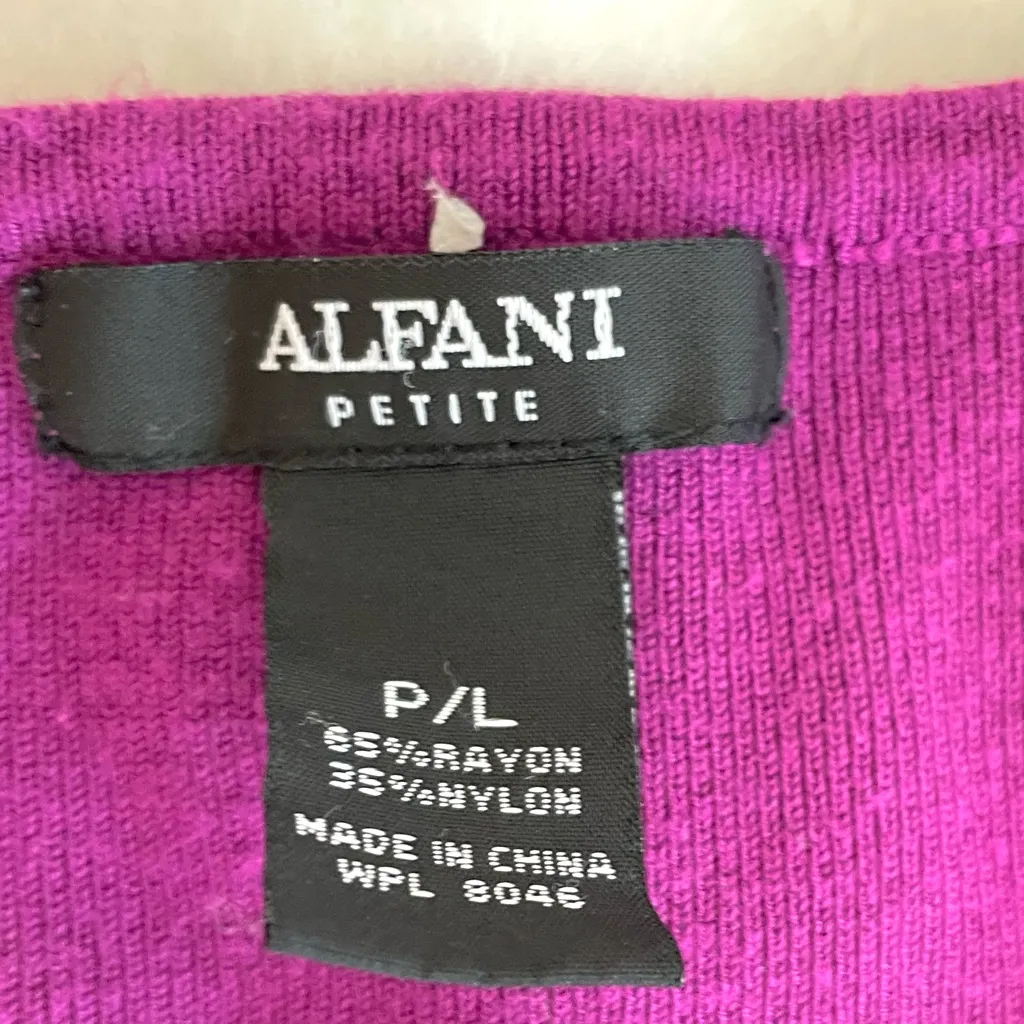 ALFANI
PETITE
P/L
65%RAYON
35%NYLON
MADE IN CHINA
WPL 8046